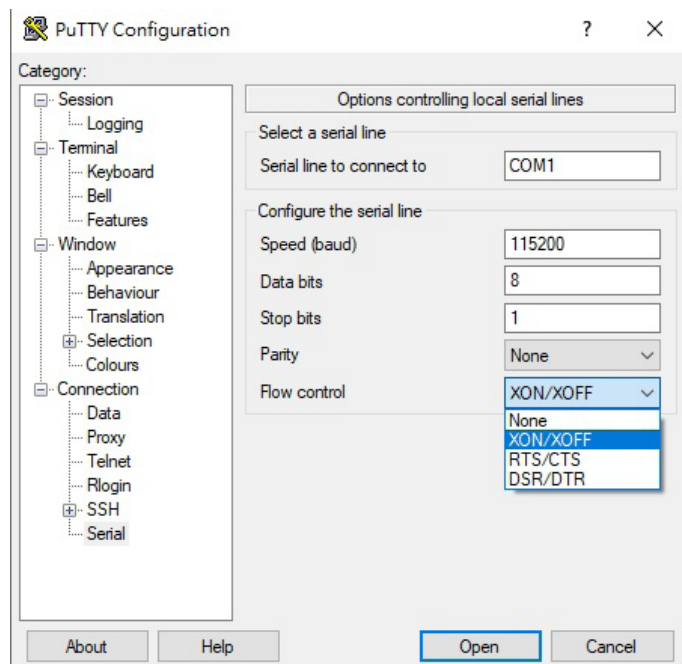 PuTTY Configuration
?
Category:
Session
Logging
Terminal
Keyboard
Bell
Features
Window
Appearance
Behaviour
Translation
Selection
Colours
Connection
Data
Proxy
Telnet
Rlogin
SSH
Serial
Options controlling local serial lines
Select a serial line
Serial line to connect to COM1
Configure the serial line
Speed (baud) 115200
Data bits 8
Stop bits 1
Parity None
Flow control XON/XOFF
None
XON/XOFF
RTS/CTS
DSR/DTR
About Help Open Cancel